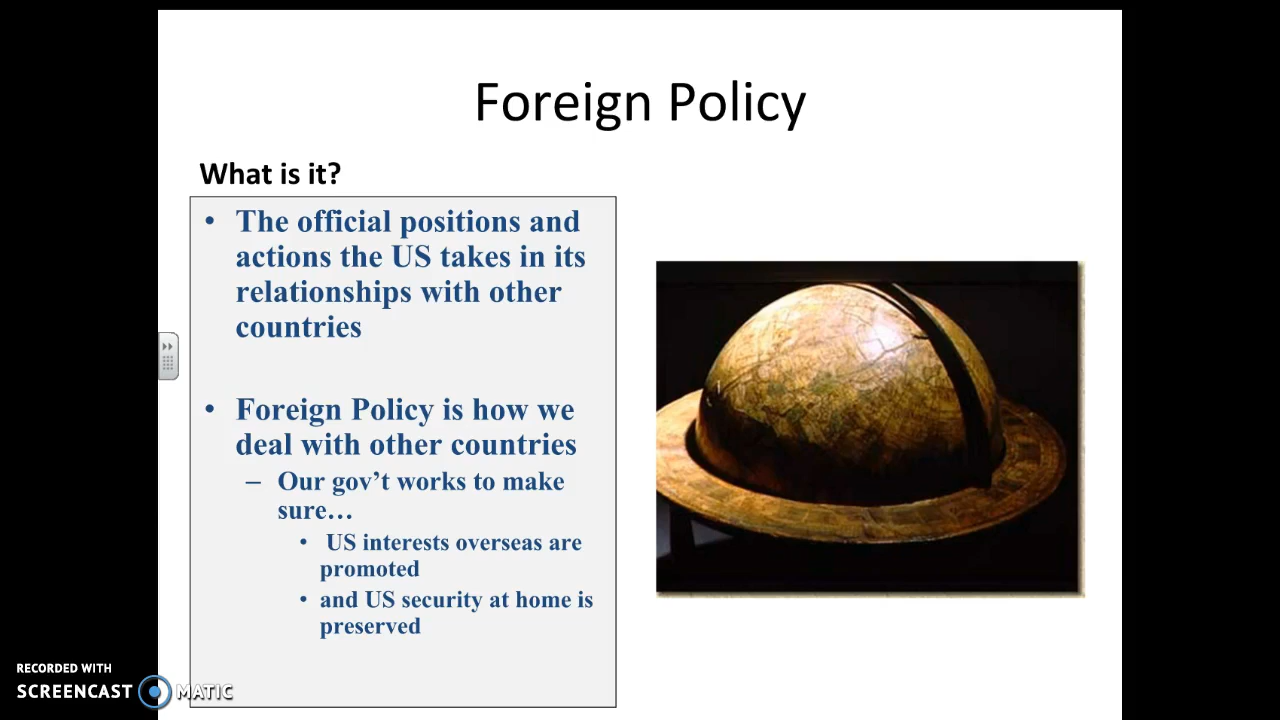 Foreign Policy
What is it?
• The official positions and
actions the US takes in its
relationships with other
countries
• Foreign Policy is how we
deal with other countries
– Our gov’t works to make
sure…
• US interests overseas are
promoted
• and US security at home is
preserved
RECORDED WITH
SCREENCAST MATIC